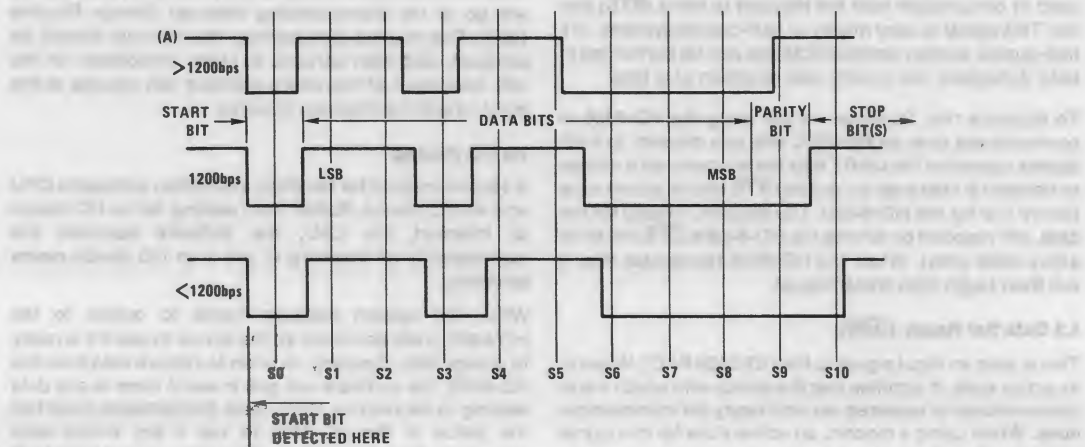 (A)
>1200bps
START BIT
DATA BITS
PARITY BIT
STOP BIT(S)
1200bps
LSB
MSB
<1200bps
S0
S1
S2
S3
S4
S5
S6
S7
S8
S9
S10
START BIT
DETECTED HERE